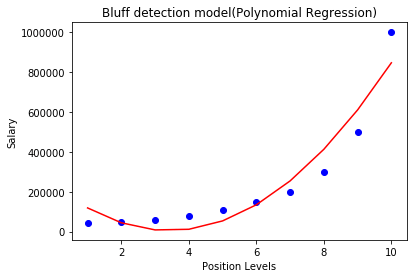 Bluff detection model(Polynomial Regression)
1000000
800000
600000
400000
200000
0
Salary
2 4 6 8 10
Position Levels